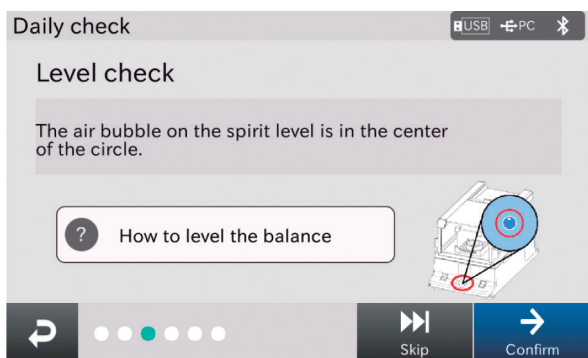 Daily check
USB PC
Level check
The air bubble on the spirit level is in the center
of the circle.
? How to level the balance
Skip
Confirm